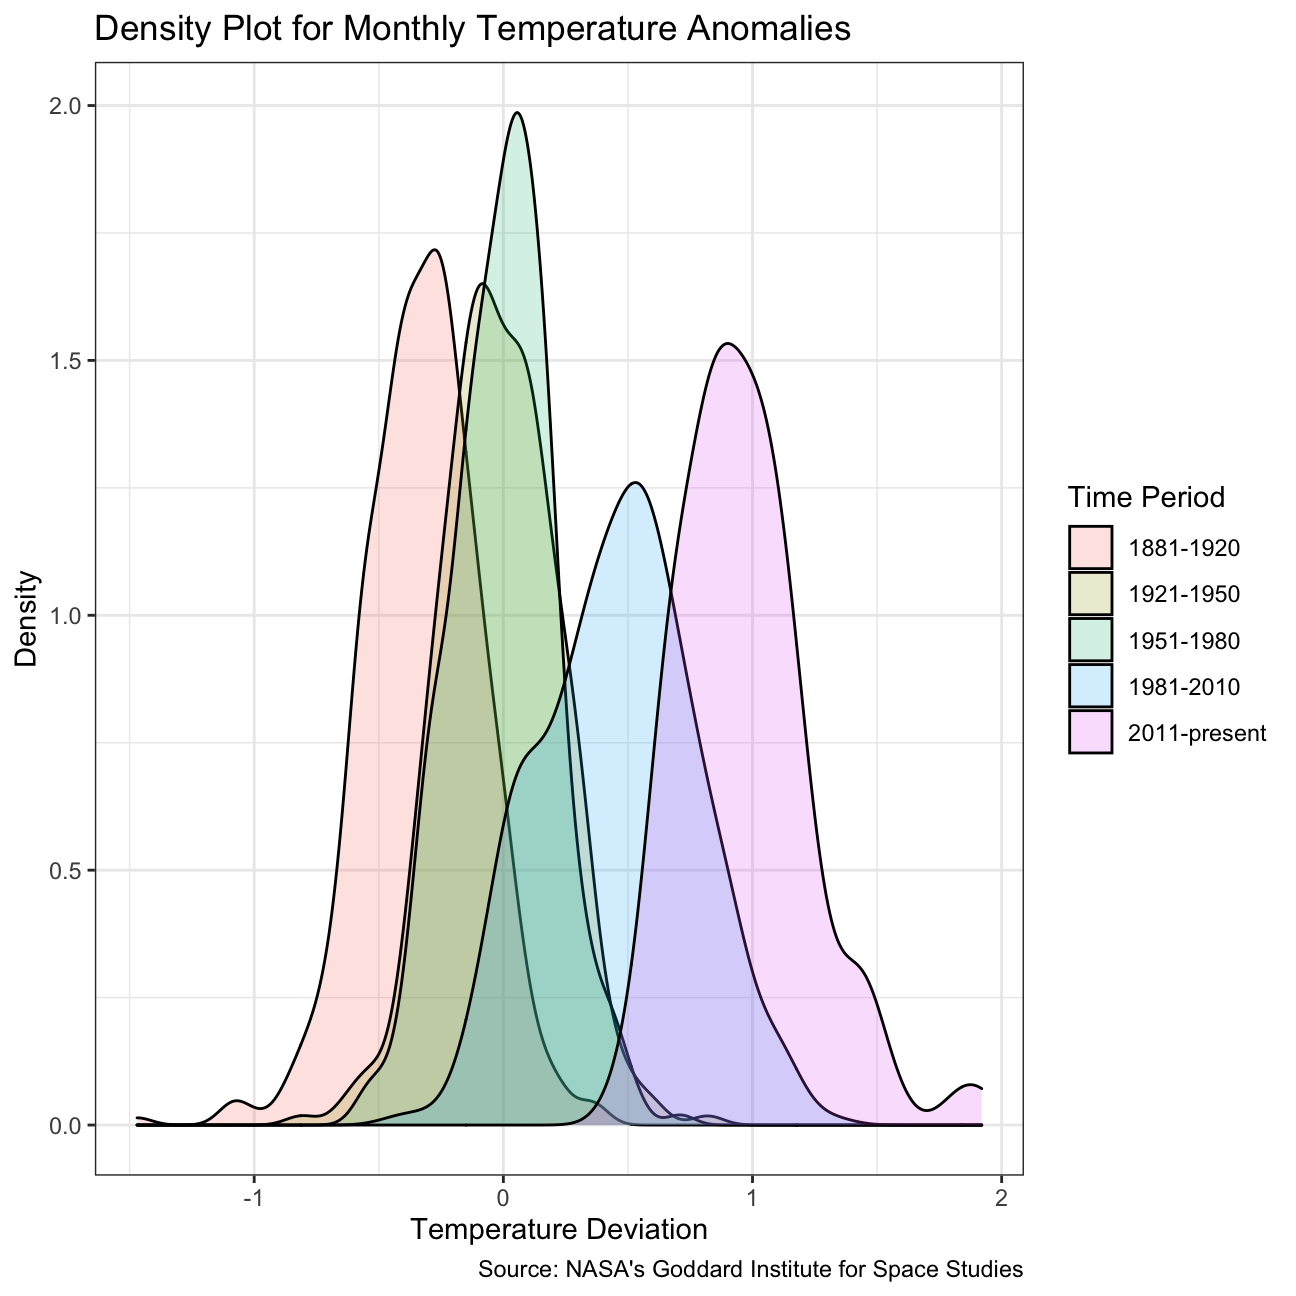 Density Plot for Monthly Temperature Anomalies
2.0
1.5
1.0
0.5
0.0
Density
-1 0 1 2
Temperature Deviation
Source: NASA's Goddard Institute for Space Studies
Time Period
1881-1920
1921-1950
1951-1980
1981-2010
2011-present